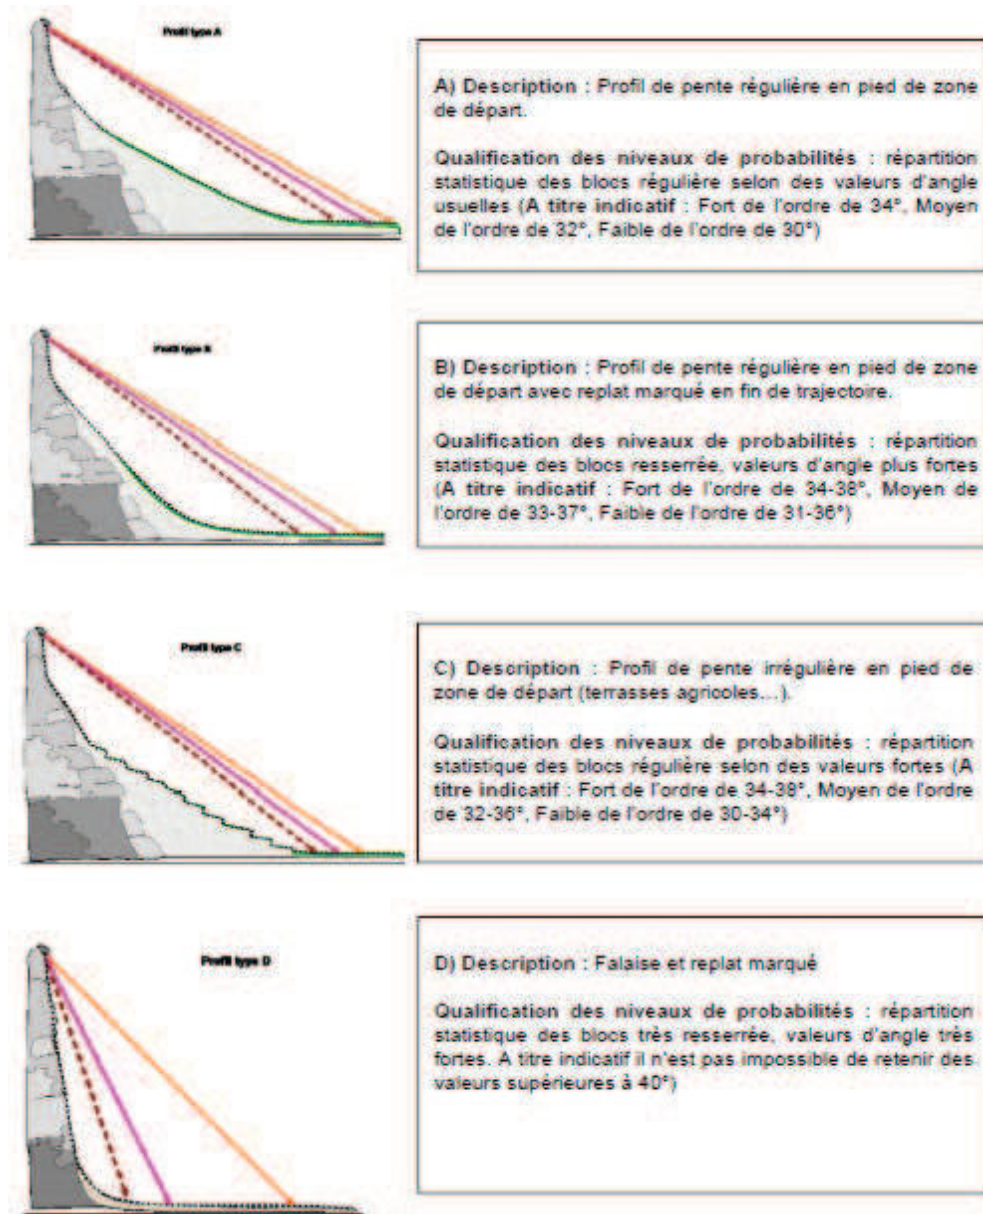 Profil type A
A) Description : Profil de pente régulière en pied de zone
de départ.
Qualification des niveaux de probabilités : répartition
statistique des blocs régulière selon des valeurs d'angle
usuelles (A titre indicatif : Fort de l'ordre de 34°, Moyen
de l'ordre de 32°, Faible de l'ordre de 30°)
Profil type B
B) Description : Profil de pente régulière en pied de zone
de départ avec replat marqué en fin de trajectoire.
Qualification des niveaux de probabilités : répartition
statistique des blocs resserrée, valeurs d'angle plus fortes
(A titre indicatif : Fort de l'ordre de 34-38°, Moyen de
l'ordre de 33-37°, Faible de l'ordre de 31-36°)
Profil type C
C) Description : Profil de pente irrégulière en pied de
zone de départ (terrasses agricoles...).
Qualification des niveaux de probabilités : répartition
statistique des blocs régulière selon des valeurs fortes (A
titre indicatif : Fort de l'ordre de 34-38°, Moyen de l'ordre
de 32-36°, Faible de l'ordre de 30-34°)
Profil type D
D) Description : Falaise et replat marqué
Qualification des niveaux de probabilités : répartition
statistique des blocs très resserrée, valeurs d'angle très
fortes. A titre indicatif il n'est pas impossible de retenir des
valeurs supérieures à 40°)